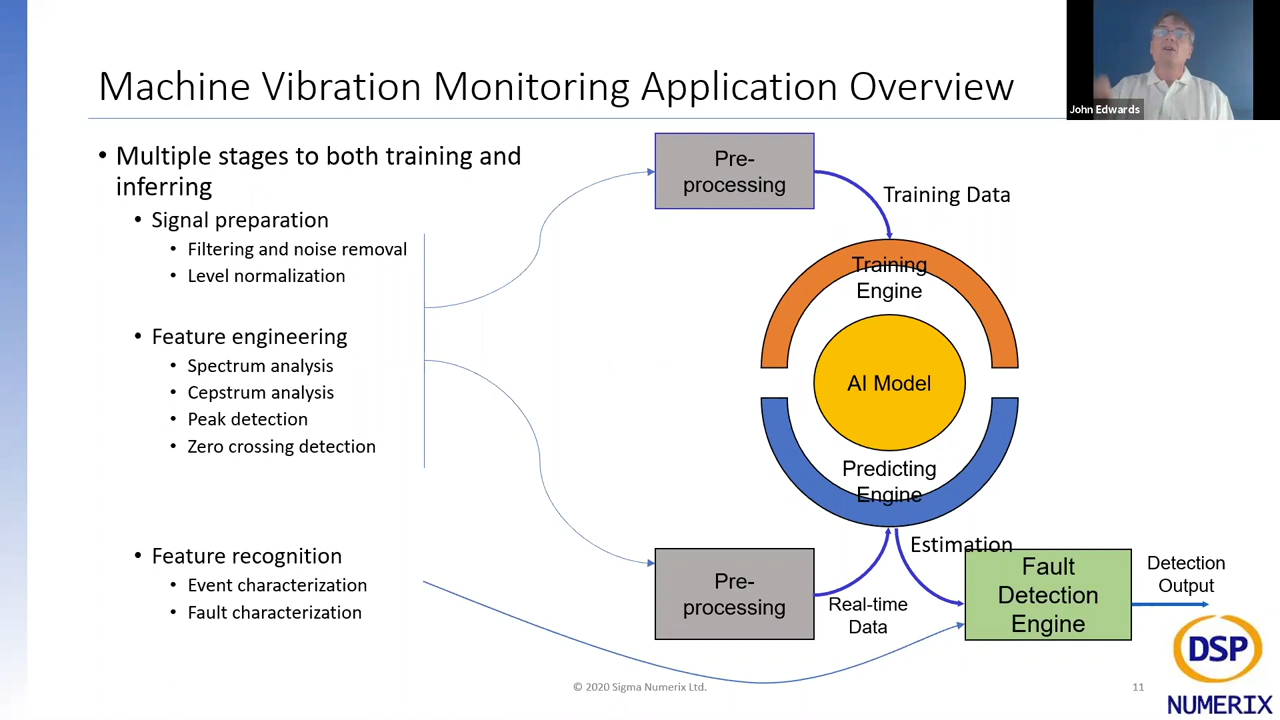 Machine Vibration Monitoring Application Overview
John Edwards
• Multiple stages to both training and
inferring
• Signal preparation
• Filtering and noise removal
• Level normalization
• Feature engineering
• Spectrum analysis
• Cepstrum analysis
• Peak detection
• Zero crossing detection
• Feature recognition
• Event characterization
• Fault characterization
Pre-
processing
Training Data
Training
Engine
AI Model
Predicting
Engine
Pre-
processing
Real-time
Data
Estimation
Fault
Detection
Engine
Detection
Output
© 2020 Sigma Numerix Ltd.
11
DSP
NUMERIX